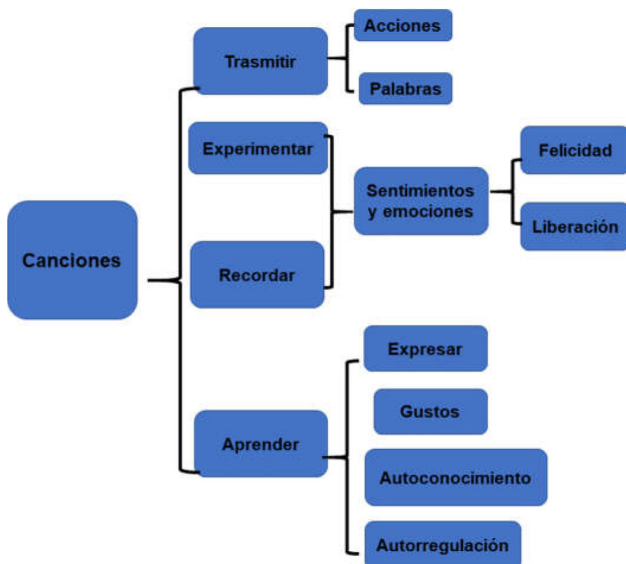 Canciones
Trasmitir
Acciones
Palabras
Experimentar
Recordar
Sentimientos
y emociones
Felicidad
Liberación
Aprender
Expresar
Gustos
Autoconocimiento
Autorregulación